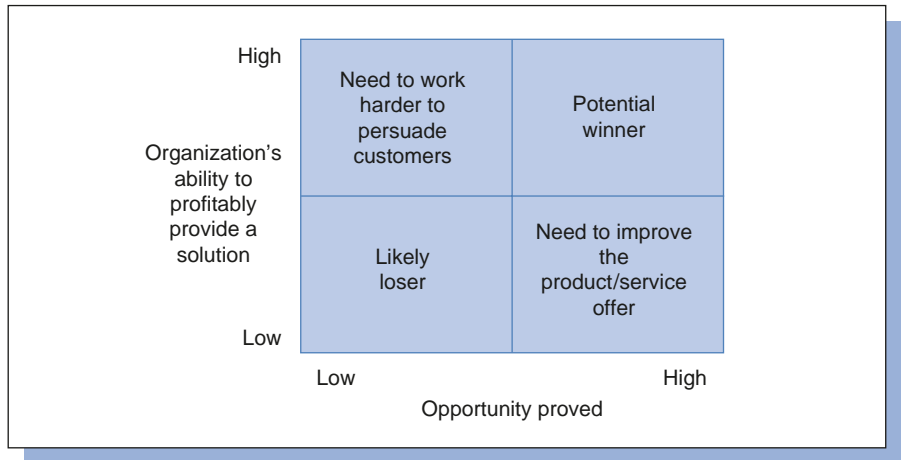 High
Need to work
harder to
persuade
customers
Potential
winner
Organization's
ability to
profitably
provide a
solution
Likely
loser
Need to improve
the
product/service
offer
Low
Low
High
Opportunity proved